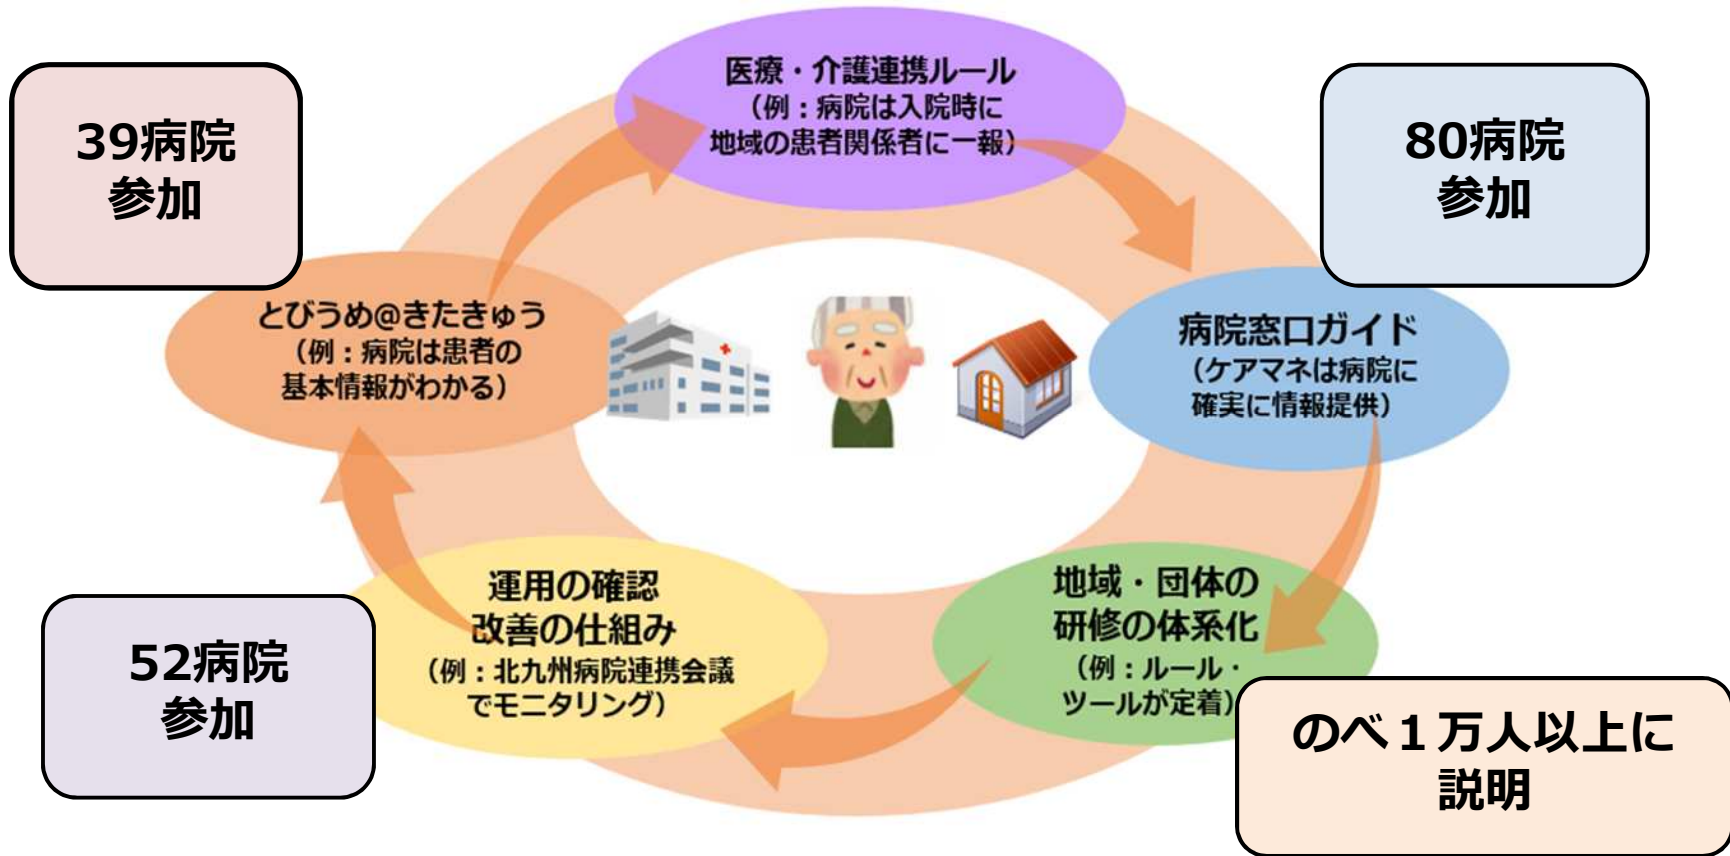 医療・介護連携ルール
（例：病院は入院時に
地域の患者関係者に一報）
39病院
参加
80病院
参加
とびうめ@きたきゅう
（例：病院は患者の
基本情報がわかる）
病院窓口ガイド
（ケアマネは病院に
確実に情報提供）
運用の確認
改善の仕組み
（例：北九州病院連携会議
でモニタリング）
地域・団体の
研修の体系化
（例：ルール・
ツールが定着）
52病院
参加
のべ１万人以上に
説明